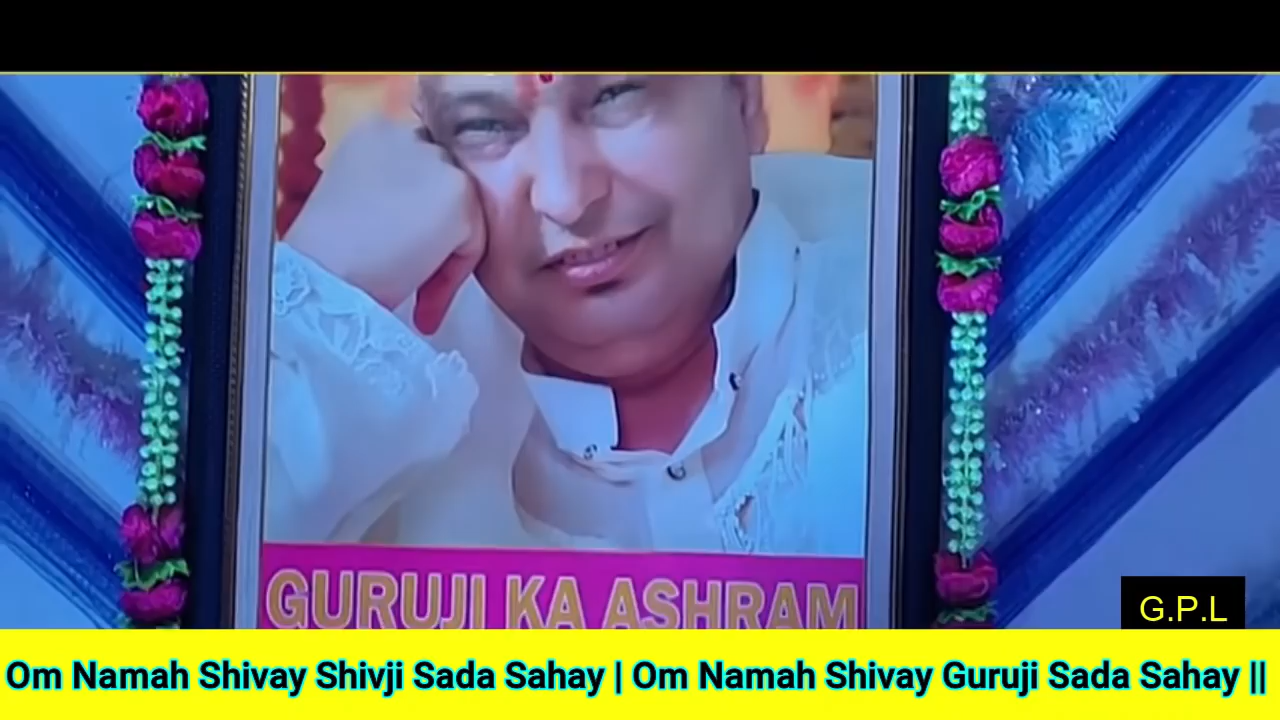 GURUJI KA ASHRAM
G.P.L
Om Namah Shivay Shivji Sada Sahay | Om Namah Shivay Guruji Sada Sahay ||